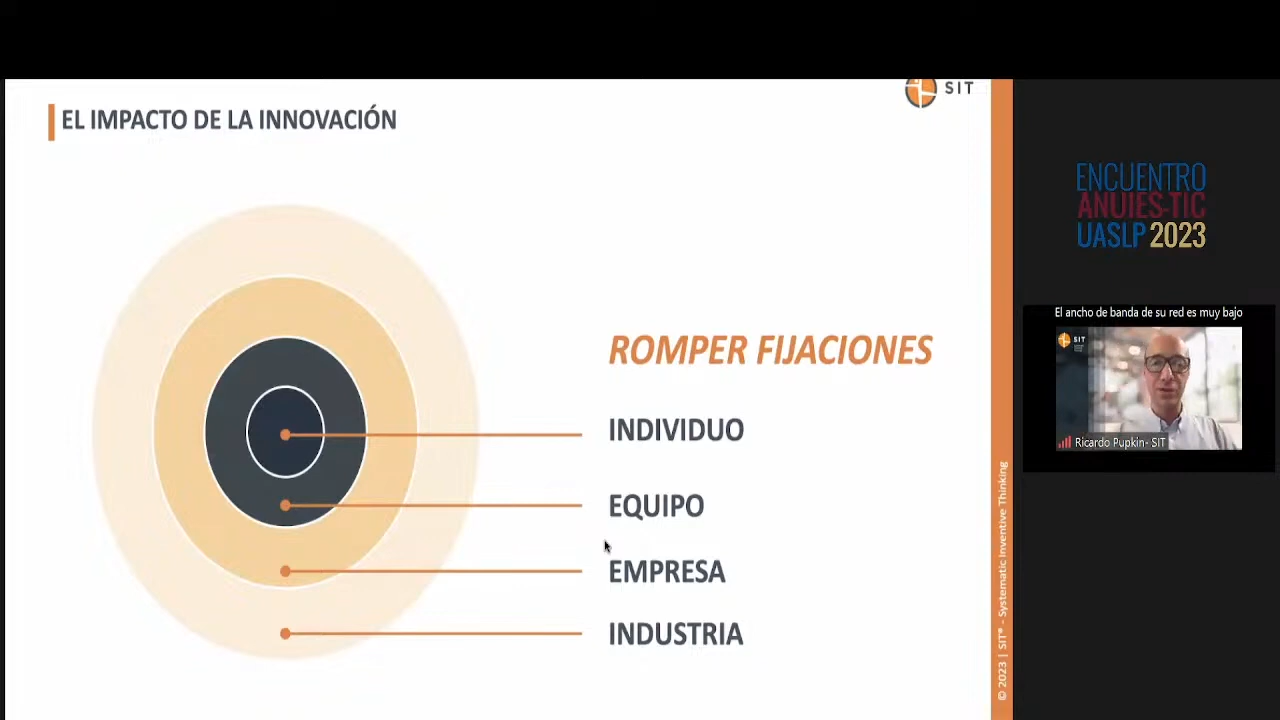 SIT
EL IMPACTO DE LA INNOVACIÓN
ROMPER FIJACIONES
INDIVIDUO
EQUIPO
EMPRESA
INDUSTRIA
© 2023 | SIT® - Systematic Inventive Thinking
ENCUENTRO
ANUIES-TIC
UASLP 2023
El ancho de banda de su red es muy bajo
SIT
Ricardo Pupkin- SIT